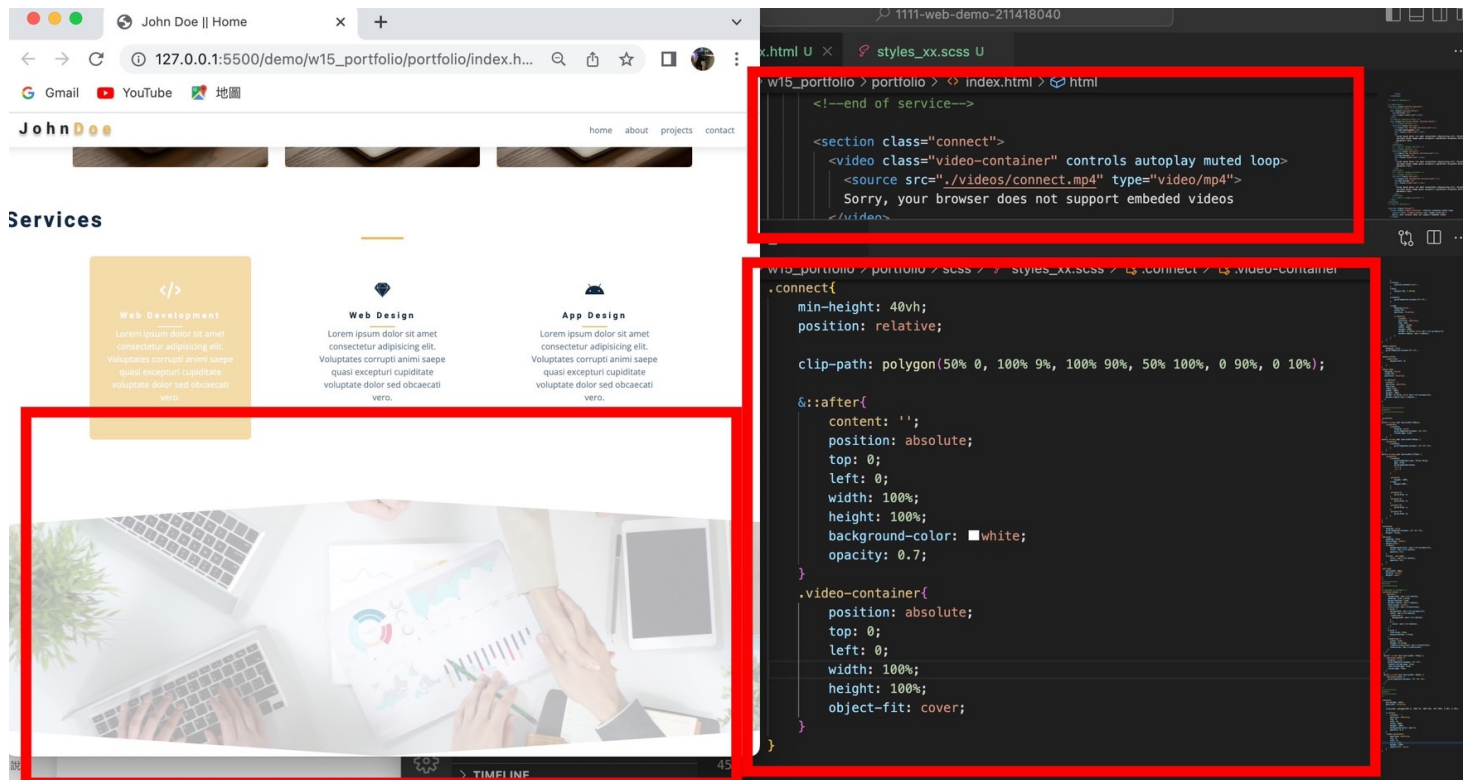 John Doe || Home
127.0.0.1:5500/demo/w15_portfolio/portfolio/index.h...
Gmail YouTube 地圖
JohnDoe
home about projects contact
Services
</>
Web Development
Lorem ipsum dolor sit amet
consectetur adipisicing elit.
Voluptates corrupti animi saepe
quasi excepturi cupiditate
voluptate dolor sed obcaecati
vero.
Web Design
Lorem ipsum dolor sit amet
consectetur adipisicing elit.
Voluptates corrupti animi saepe
quasi excepturi cupiditate
voluptate dolor sed obcaecati
vero.
App Design
Lorem ipsum dolor sit amet
consectetur adipisicing elit.
Voluptates corrupti animi saepe
quasi excepturi cupiditate
voluptate dolor sed obcaecati
vero.
1111-web-demo-211418040
x.html U styles_xx.scss U
w15_portfolio > portfolio > index.html > html
<!--end of service-->
<section class="connect">
<video class="video-container" controls autoplay muted loop>
<source src="./videos/connect.mp4" type="video/mp4">
Sorry, your browser does not support embeded videos
</video>
w15_portfolio > portfolio > scss > styles_xx.scss > .connect > .video-container
.connect{
min-height: 40vh;
position: relative;
clip-path: polygon(50% 0, 100% 9%, 100% 90%, 50% 100%, 0 90%, 0 10%);
&::after{
content: '';
position: absolute;
top: 0;
left: 0;
width: 100%;
height: 100%;
background-color: white;
opacity: 0.7;
}
.video-container{
position: absolute;
top: 0;
left: 0;
width: 100%;
height: 100%;
object-fit: cover;
}
}
> TIMELINE
45